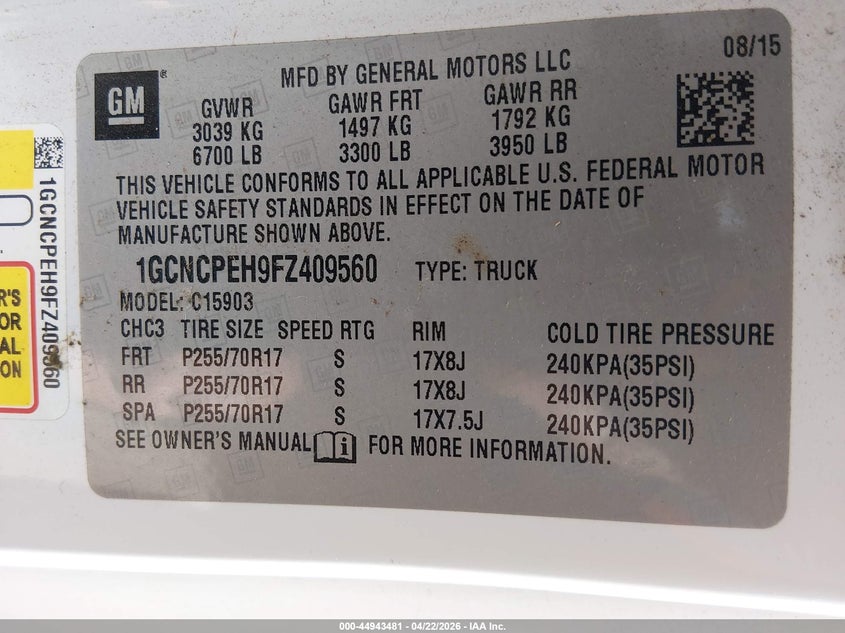 08/15
MFD BY GENERAL MOTORS LLC
GM
®
GVWR GAWR FRT GAWR RR
3039 KG 1497 KG 1792 KG
6700 LB 3300 LB 3950 LB
THIS VEHICLE CONFORMS TO ALL APPLICABLE U.S. FEDERAL MOTOR
VEHICLE SAFETY STANDARDS IN EFFECT ON THE DATE OF
MANUFACTURE SHOWN ABOVE.
1GCNCPEH9FZ409560 TYPE: TRUCK
MODEL: C15903
CHC3 TIRE SIZE SPEED RTG RIM COLD TIRE PRESSURE
FRT P255/70R17 S 17X8J 240KPA(35PSI)
RR P255/70R17 S 17X8J 240KPA(35PSI)
SPA P255/70R17 S 17X7.5J 240KPA(35PSI)
SEE OWNER'S MANUAL i FOR MORE INFORMATION.
1GCNCPEH9FZ409560
R'S
OR
AL
ON
000-44943481 | 04/22/2026 | IAA Inc.